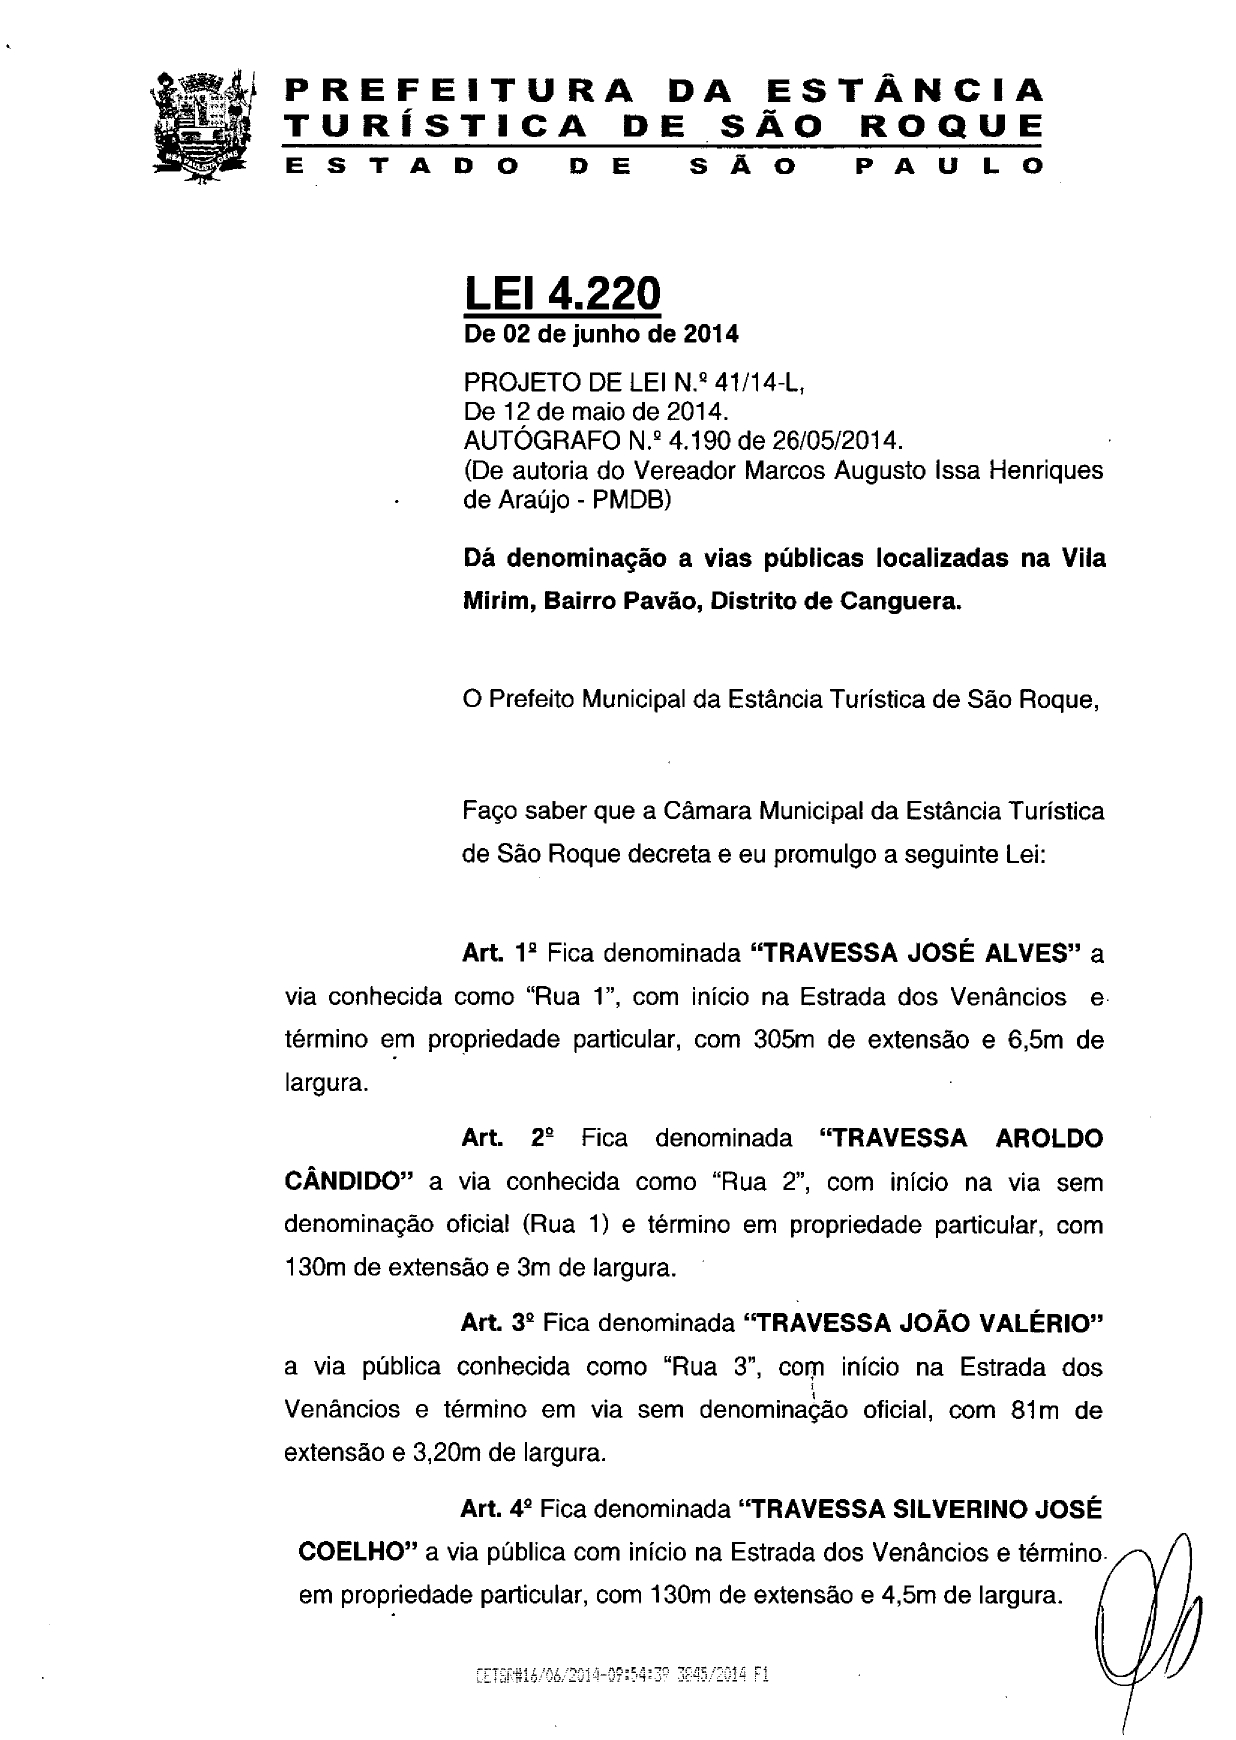 PREFEITURA DA ESTÂNCIA
TURÍSTICA DE SÃO ROQUE
ESTADO DE SÃO PAULO
LEI 4.220
De 02 de junho de 2014
PROJETO DE LEI N.º 41/14-L,
De 12 de maio de 2014.
AUTÓGRAFO N.º 4.190 de 26/05/2014.
(De autoria do Vereador Marcos Augusto Issa Henriques
de Araújo - PMDB)
Dá denominação a vias públicas localizadas na Vila
Mirim, Bairro Pavão, Distrito de Canguera.
O Prefeito Municipal da Estância Turística de São Roque,
Faço saber que a Câmara Municipal da Estância Turística
de São Roque decreta e eu promulgo a seguinte Lei:
Art. 1º Fica denominada “TRAVESSA JOSÉ ALVES” a
via conhecida como “Rua 1”, com início na Estrada dos Venâncios e
término em propriedade particular, com 305m de extensão e 6,5m de
largura.
Art. 2º Fica denominada “TRAVESSA AROLDO
CÂNDIDO” a via conhecida como “Rua 2”, com início na via sem
denominação oficial (Rua 1) e término em propriedade particular, com
130m de extensão e 3m de largura.
Art. 3º Fica denominada “TRAVESSA JOÃO VALÉRIO”
a via pública conhecida como “Rua 3”, com início na Estrada dos
Venâncios e término em via sem denominação oficial, com 81m de
extensão e 3,20m de largura.
Art. 4º Fica denominada “TRAVESSA SILVERINO JOSÉ
COELHO” a via pública com início na Estrada dos Venâncios e término
em propriedade particular, com 130m de extensão e 4,5m de largura.
CETSR#16/06/2014-09:54:39 3845/2014 F1